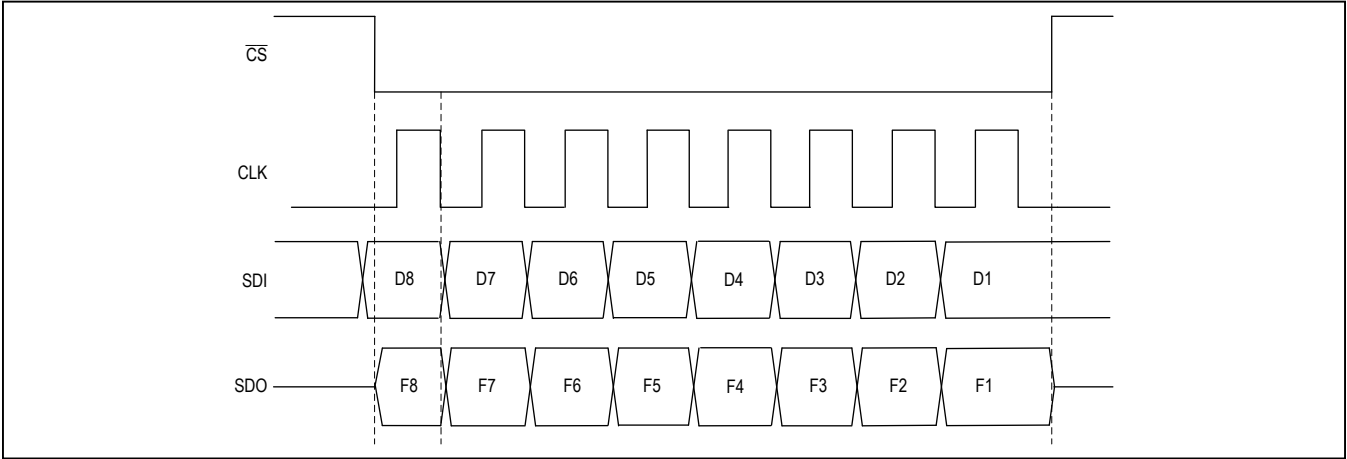 C̅S̅
CLK
SDI D8 D7 D6 D5 D4 D3 D2 D1
SDO F8 F7 F6 F5 F4 F3 F2 F1